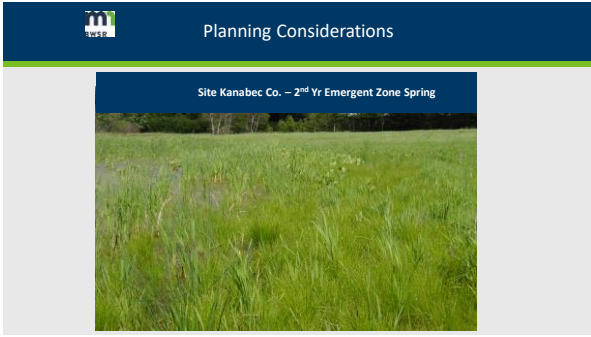 BWSR
Planning Considerations
Site Kanabec Co. – 2nd Yr Emergent Zone Spring